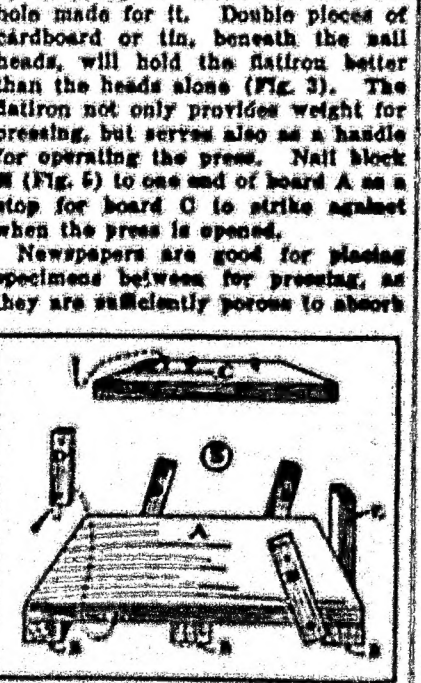 hole made for it. Double pieces of
cardboard or tin, beneath the nail
heads, will hold the flatiron better
than the heads alone (Fig. 3). The
flatiron not only provides weight for
pressing, but serves also as a handle
for operating the press. Nail block
(Fig. 5) to one end of board A as a
stop for board C to strike against
when the press is opened.
Newspapers are good for placing
specimens between for pressing, as
they are sufficiently porous to absorb
C
D
5
A
B
B
B